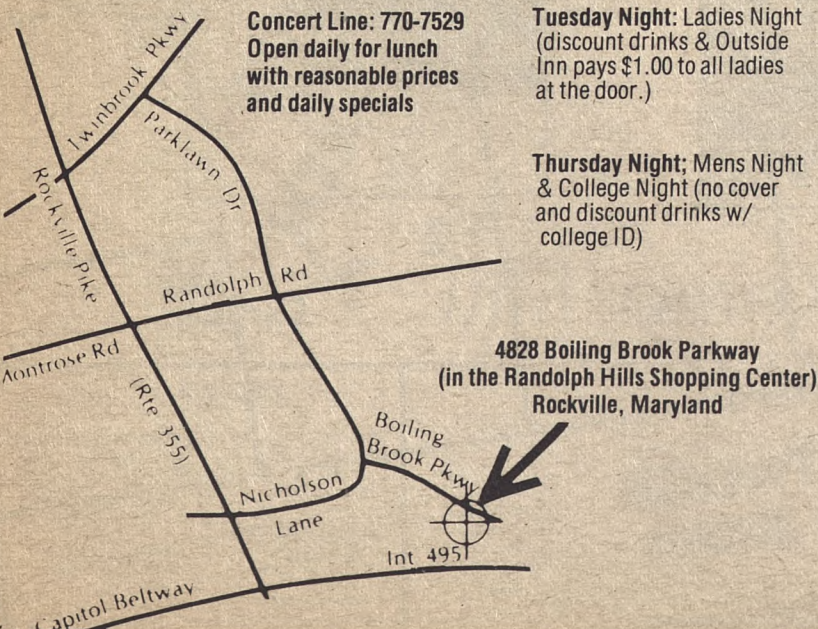 Concert Line: 770-7529
Open daily for lunch
with reasonable prices
and daily specials
Tuesday Night: Ladies Night
(discount drinks & Outside
Inn pays $1.00 to all ladies
at the door.)
Thursday Night; Mens Night
& College Night (no cover
and discount drinks w/
college ID)
Twinbrook Pkwy
Parklawn Dr
Rockville Pike
Randolph Rd
Montrose Rd
(Rte 355)
4828 Boiling Brook Parkway
(in the Randolph Hills Shopping Center)
Rockville, Maryland
Boiling
Brook Pkwy
Nicholson
Lane
Int 495
Capitol Beltway